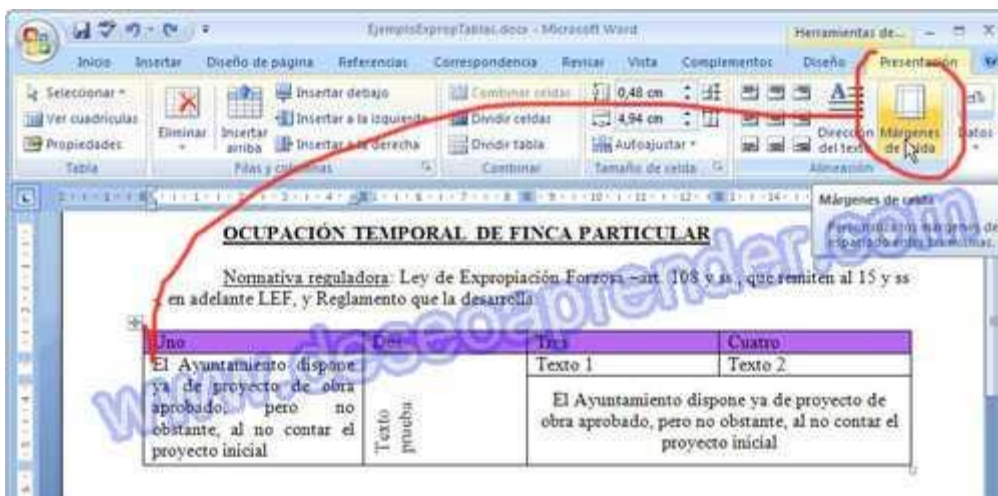 EjemploExpropTablas.docx - Microsoft Word
Herramientas de...
Inicio Insertar Diseño de página Referencias Correspondencia Revisar Vista Complementos Diseño Presentación
Seleccionar
Ver cuadrículas
Propiedades
Tabla
Eliminar
Insertar arriba
Insertar debajo
Insertar a la izquierda
Insertar a la derecha
Filas y columnas
Combinar celdas
Dividir celdas
Dividir tabla
Combinar
0,48 cm
4,94 cm
Autoajustar
Tamaño de celda
Dirección del texto
Márgenes de celda
Alineación
Datos
Márgenes de celda
OCUPACIÓN TEMPORAL DE FINCA PARTICULAR
Normativa reguladora: Ley de Expropiación Forzosa –art. 108 y ss., que remiten al 15 y ss
en adelante LEF, y Reglamento que la desarrolla
Uno Dos Tres Cuatro
El Ayuntamiento dispone
ya de proyecto de obra
aprobado, pero no
obstante, al no contar el
proyecto inicial
Texto
prueba
Texto 1 Texto 2
El Ayuntamiento dispone ya de proyecto de
obra aprobado, pero no obstante, al no contar el
proyecto inicial
www.deseoaprender.com